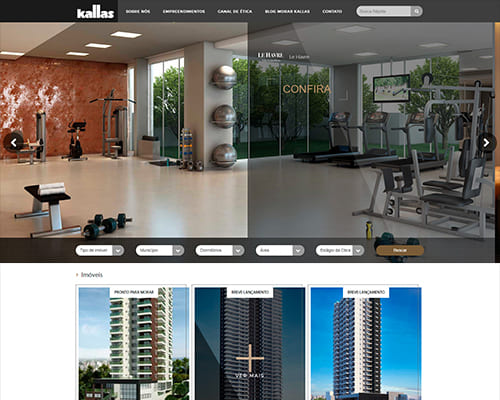 kallas
SOBRE NÓS
EMPREENDIMENTOS
CANAL DE ÉTICA
BLOG MORAR KALLAS
CONTATO
Busca Rápida
LE HAVRE
Le Havre
CONFIRA
Tipo de imóvel
Município
Dormitórios
Área
Estágio da Obra
Buscar
› Imóveis
PRONTO PARA MORAR
BREVE LANÇAMENTO
BREVE LANÇAMENTO
VER MAIS